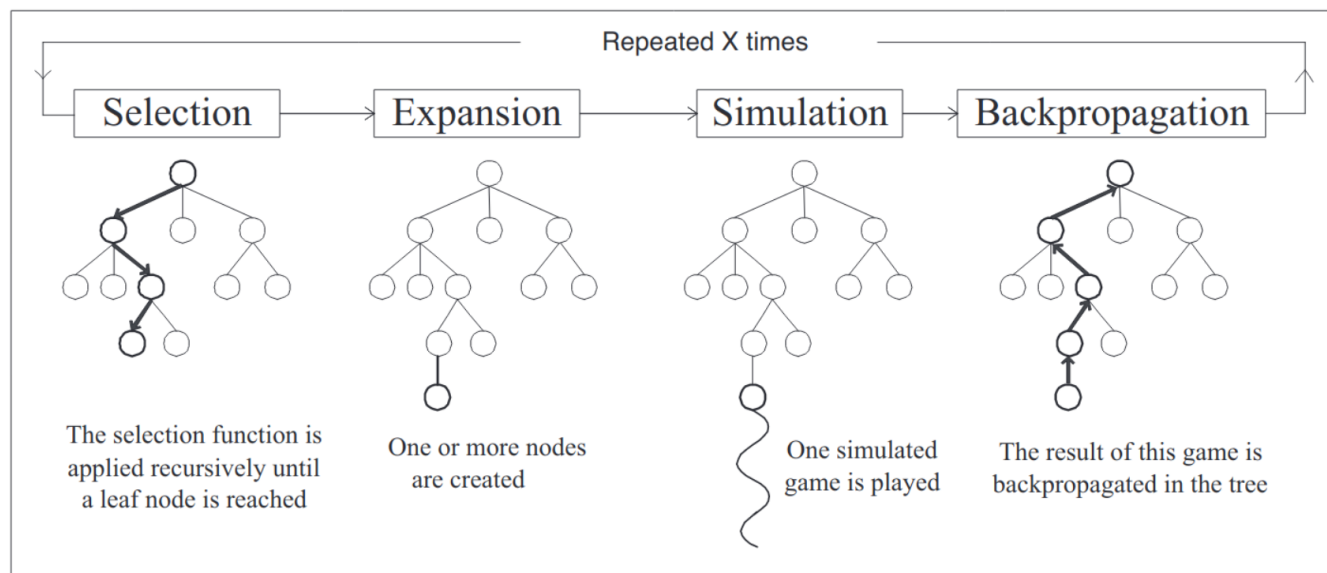 Repeated X times
Selection
Expansion
Simulation
Backpropagation
The selection function is
applied recursively until
a leaf node is reached
One or more nodes
are created
One simulated
game is played
The result of this game is
backpropagated in the tree